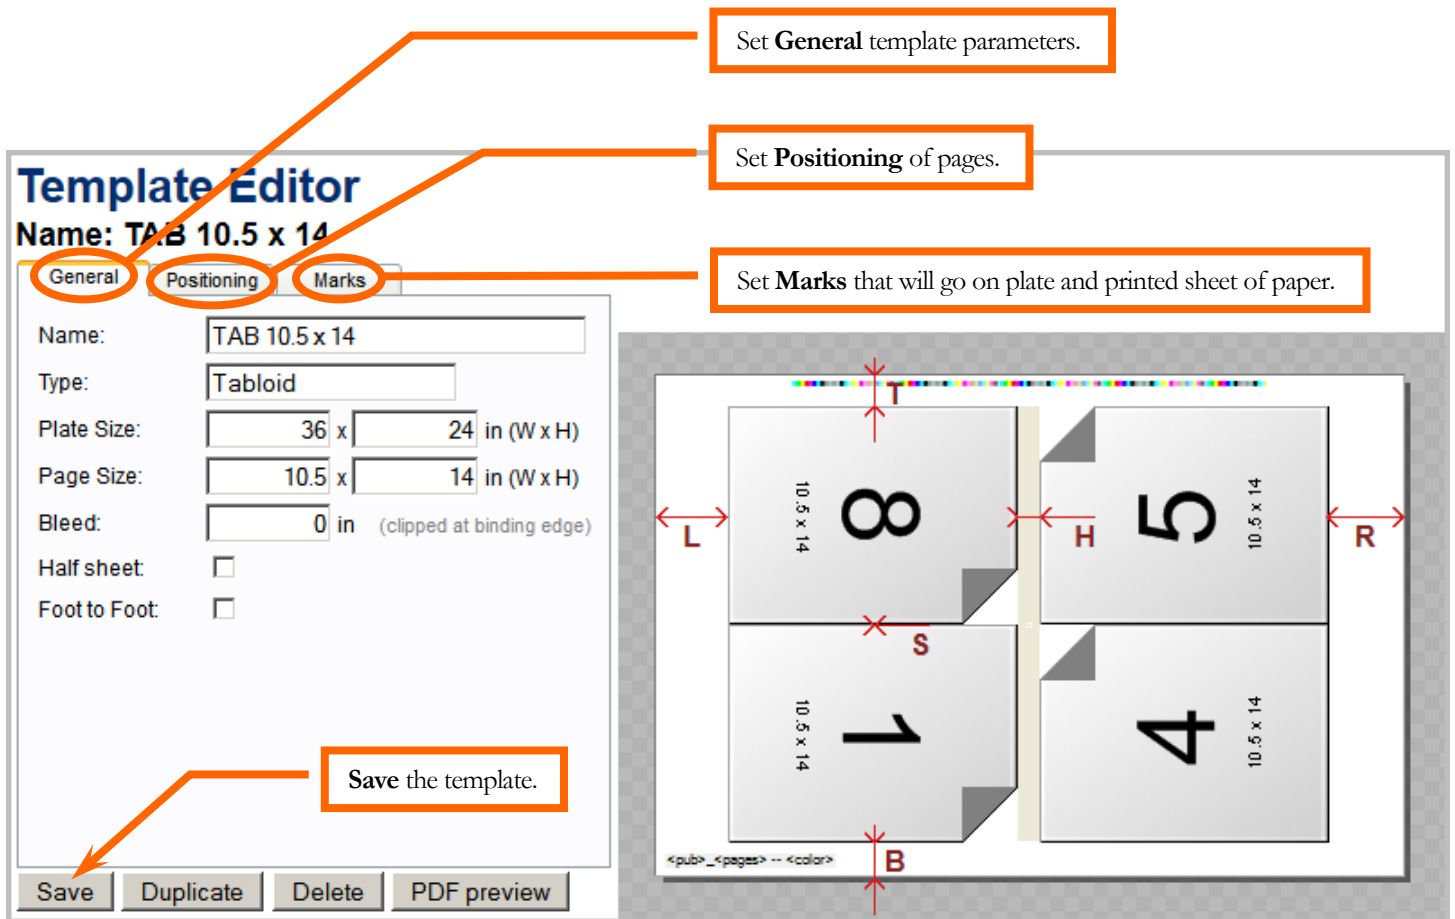 Set General template parameters.
Set Positioning of pages.
Template Editor
Name: TAB 10.5 x 14
General Positioning Marks
Set Marks that will go on plate and printed sheet of paper.
Name: TAB 10.5 x 14
Type: Tabloid
Plate Size: 36 x 24 in (W x H)
Page Size: 10.5 x 14 in (W x H)
Bleed: 0 in (clipped at binding edge)
Half sheet:
Foot to Foot:
T
L 10.5 x 14 8 H 5 10.5 x 14 R
S
10.5 x 14 1 4 10.5 x 14
<pub>_<pages> -- <color> B
Save the template.
Save Duplicate Delete PDF preview